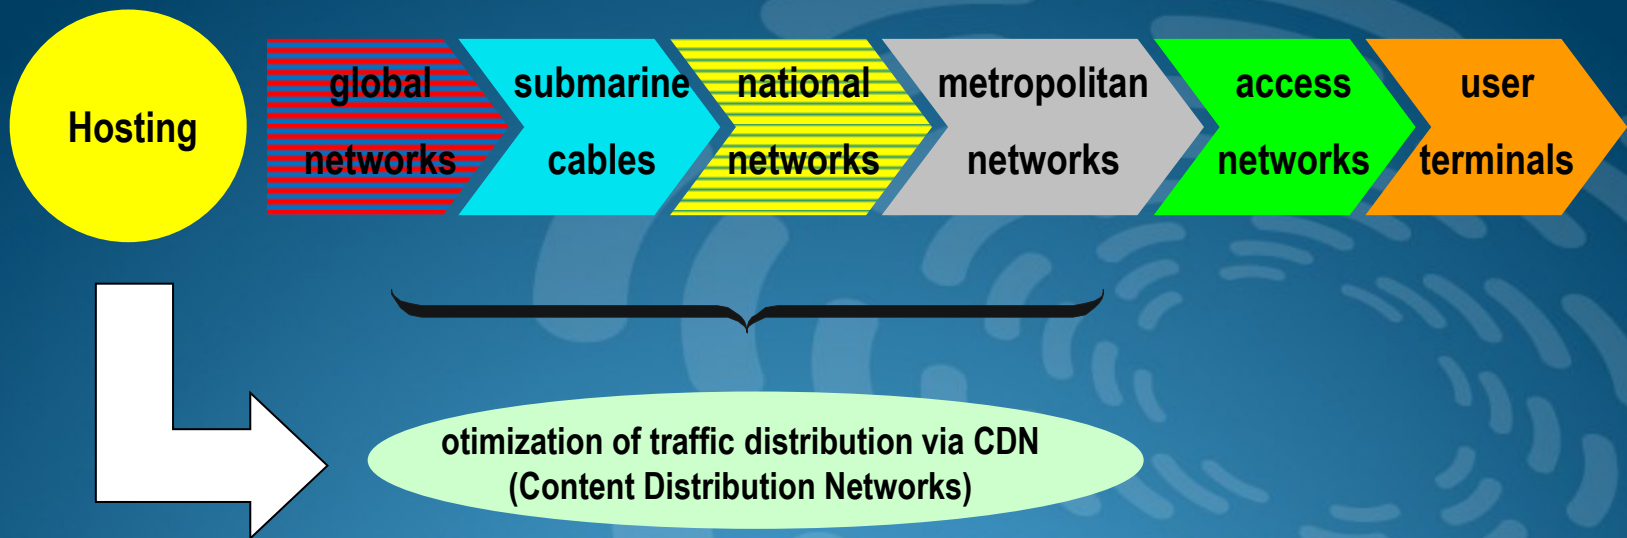 Hosting
global
networks
submarine
cables
national
networks
metropolitan
networks
access
networks
user
terminals
otimization of traffic distribution via CDN
(Content Distribution Networks)